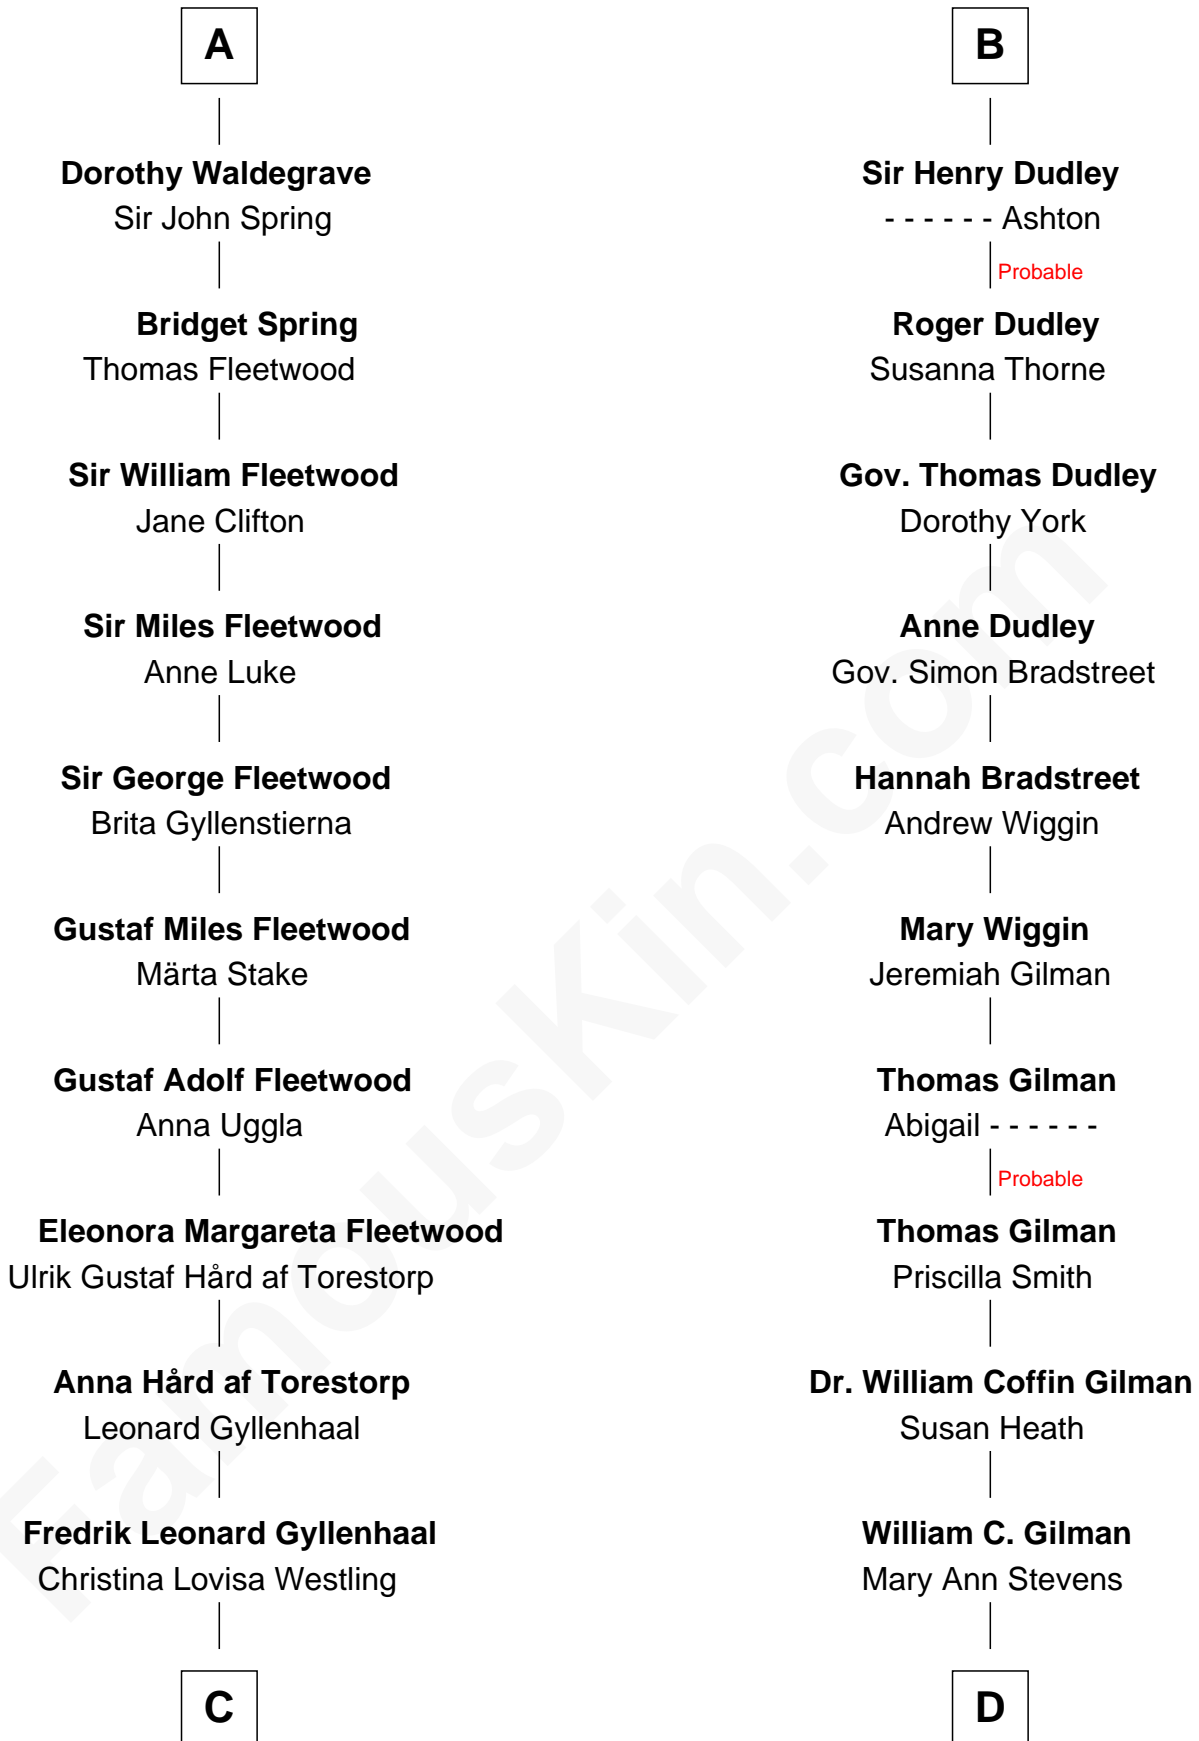 A
Dorothy Waldegrave
Sir John Spring
Bridget Spring
Thomas Fleetwood
Sir William Fleetwood
Jane Clifton
Sir Miles Fleetwood
Anne Luke
Sir George Fleetwood
Brita Gyllenstierna
Gustaf Miles Fleetwood
Märta Stake
Gustaf Adolf Fleetwood
Anna Uggla
Eleonora Margareta Fleetwood
Ulrik Gustaf Hård af Torestorp
Anna Hård af Torestorp
Leonard Gyllenhaal
Fredrik Leonard Gyllenhaal
Christina Lovisa Westling
C
B
Sir Henry Dudley
- - - - - - Ashton
Probable
Roger Dudley
Susanna Thorne
Gov. Thomas Dudley
Dorothy York
Anne Dudley
Gov. Simon Bradstreet
Hannah Bradstreet
Andrew Wiggin
Mary Wiggin
Jeremiah Gilman
Thomas Gilman
Abigail - - - - - -
Probable
Thomas Gilman
Priscilla Smith
Dr. William Coffin Gilman
Susan Heath
William C. Gilman
Mary Ann Stevens
D
FamousKin.com